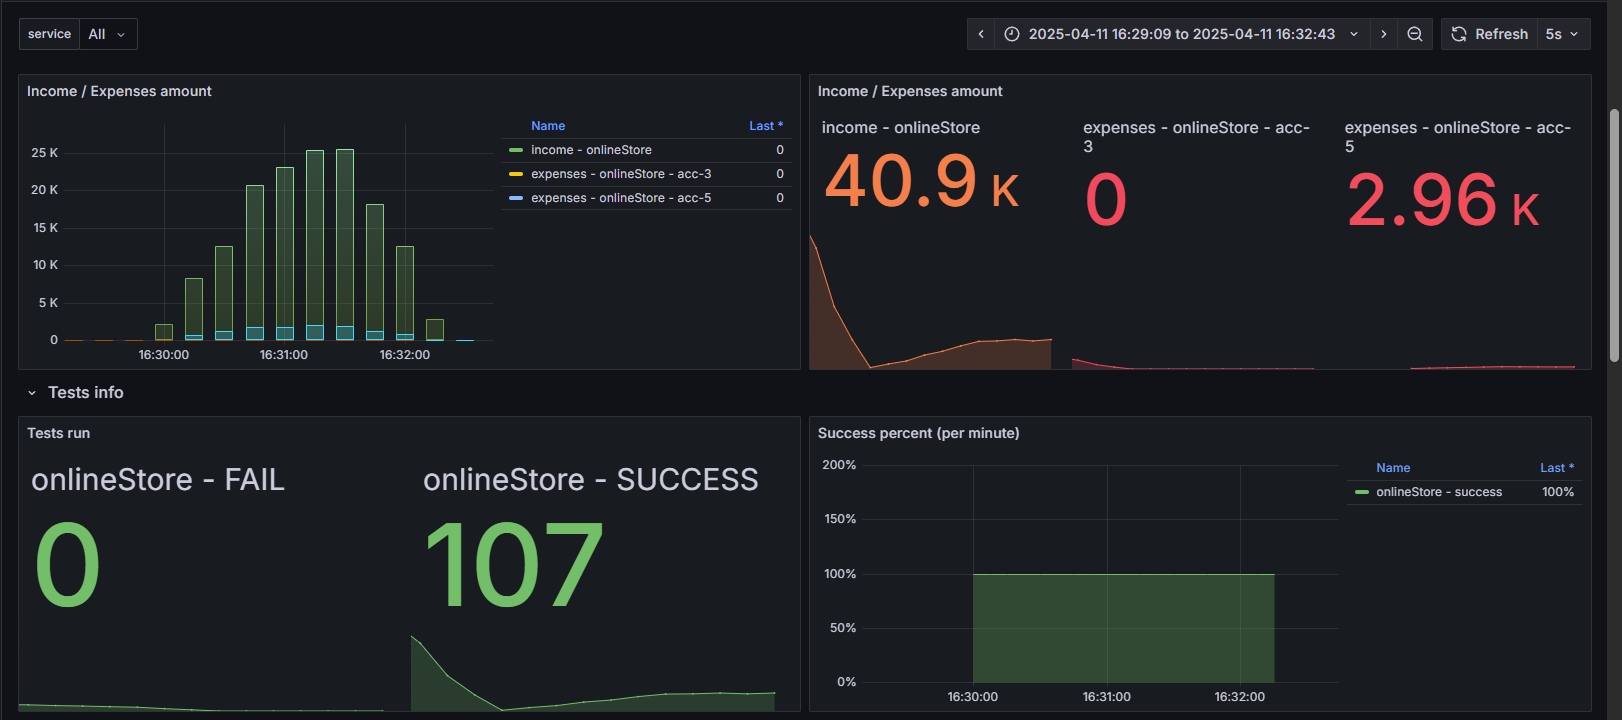 service All
2025-04-11 16:29:09 to 2025-04-11 16:32:43
Refresh 5s
Income / Expenses amount
25 K
20 K
15 K
10 K
5 K
0
16:30:00 16:31:00 16:32:00
Name Last *
income - onlineStore 0
expenses - onlineStore - acc-3 0
expenses - onlineStore - acc-5 0
Income / Expenses amount
income - onlineStore
40.9 K
expenses - onlineStore - acc-
3
0
expenses - onlineStore - acc-
5
2.96 K
Tests info
Tests run
onlineStore - FAIL
0
onlineStore - SUCCESS
107
Success percent (per minute)
200%
150%
100%
50%
0%
16:30:00 16:31:00 16:32:00
Name Last *
onlineStore - success 100%